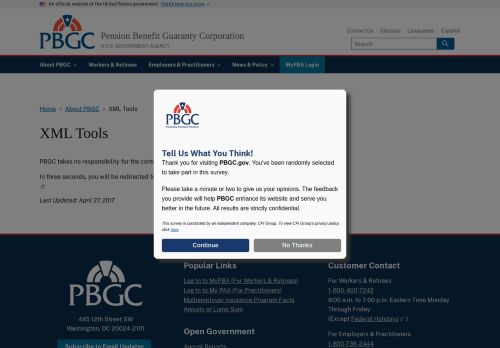 An official website of the United States government Here's how you know
PBGC
Pension Benefit Guaranty Corporation
A U.S. GOVERNMENT AGENCY
Contact Us Glossary Languages Español
Search
About PBGC Workers & Retirees Employers & Practitioners News & Policy MyPBA Login
Home > About PBGC > XML Tools
XML Tools
PBGC takes no responsibility for the conte
In three seconds, you will be redirected to
Last Updated: April 27, 2017
PBGC
Protecting America's Pensions
Tell Us What You Think!
Thank you for visiting PBGC.gov. You've been randomly selected
to take part in this survey.
Please take a minute or two to give us your opinions. The feedback
you provide will help PBGC enhance its website and serve you
better in the future. All results are strictly confidential.
This survey is conducted by an independent company, CFI Group. To view CFI Group's privacy policy,
click here.
Continue
No Thanks
PBGC
445 12th Street SW
Washington, DC 20024-2101
Subscribe to Email Updates
Popular Links
Log In to MyPBA (For Workers & Retirees)
Log In to My PAA (For Practitioners)
Multiemployer Insurance Program Facts
Annuity or Lump Sum
Open Government
Annual Reports
Customer Contact
For Workers & Retirees
1-800-400-7242
8:00 a.m. to 7:00 p.m. Eastern Time Monday
Through Friday
(Except Federal Holidays )
For Employers & Practitioners
1-800-736-2444